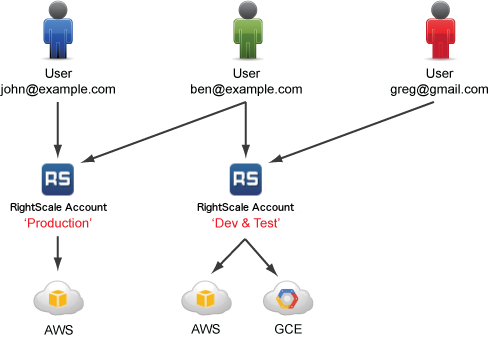 User
john@example.com
User
ben@example.com
User
greg@gmail.com
RS
RightScale Account
'Production'
RS
RightScale Account
'Dev & Test'
AWS
AWS
GCE